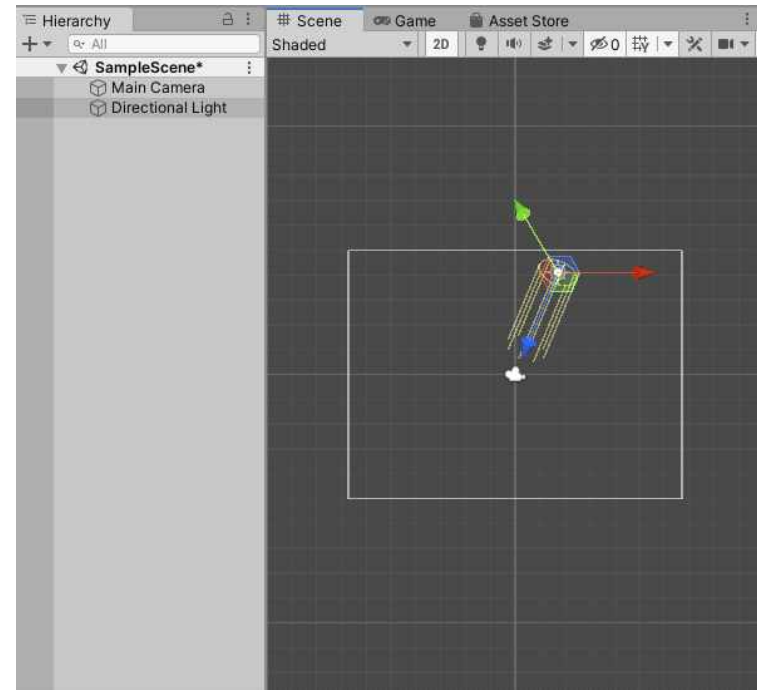 Hierarchy
All
SampleScene*
Main Camera
Directional Light
Scene
Game
Asset Store
Shaded
2D
0